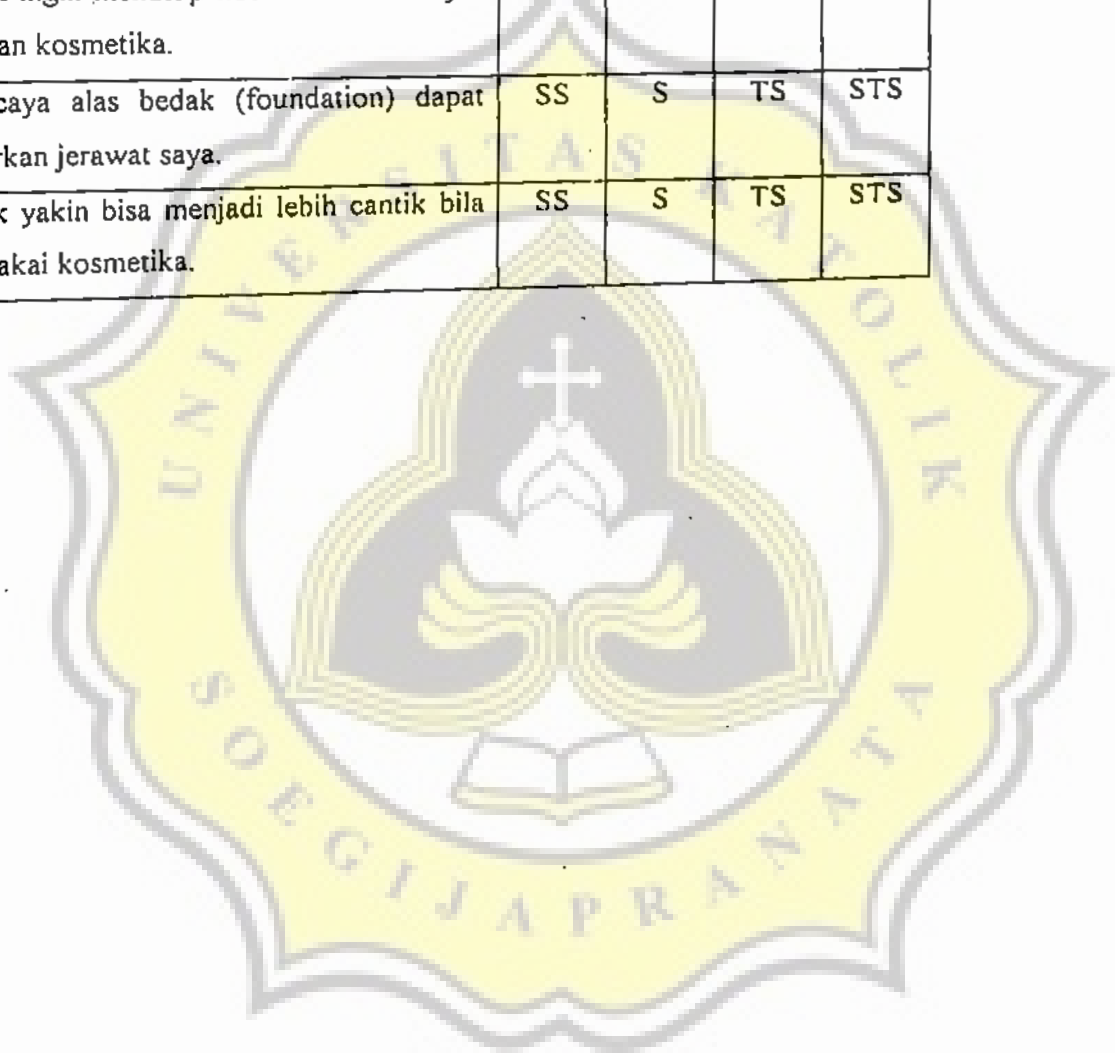 an kosmetika.
caya alas bedak (foundation) dapat SS S TS STS
rkan jerawat saya.
k yakin bisa menjadi lebih cantik bila SS S TS STS
akai kosmetika.
UNIVERSITAS KATOLIK
SOEGIJAPRANATA